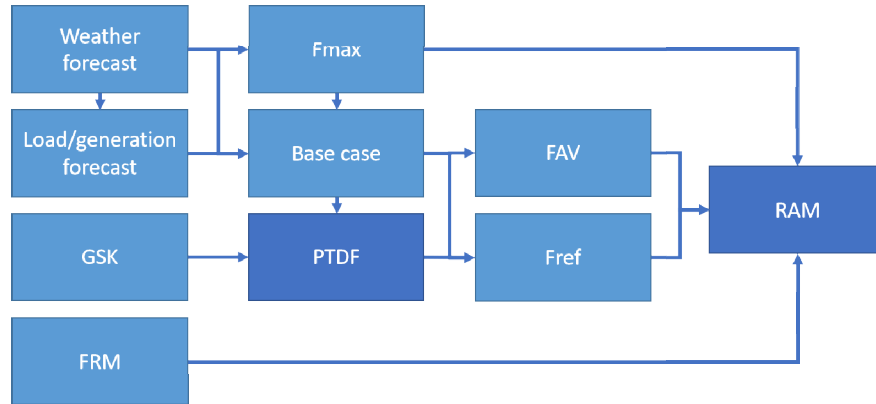 Weather
forecast
Fmax
Load/generation
forecast
Base case
FAV
RAM
GSK
PTDF
Fref
FRM